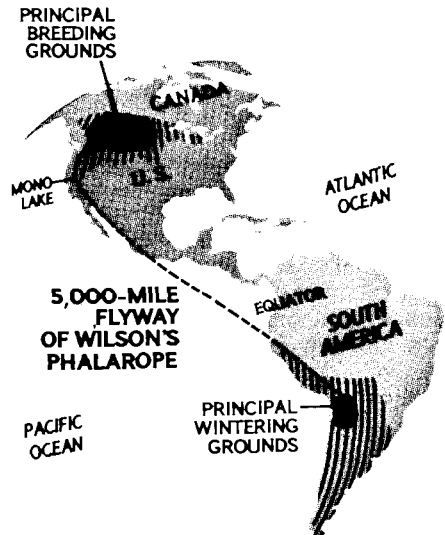 PRINCIPAL
BREEDING
GROUNDS
CANADA
U.S.
MONO
LAKE
ATLANTIC
OCEAN
5,000-MILE
FLYWAY
OF WILSON'S
PHALAROPE
EQUATOR
SOUTH
AMERICA
PRINCIPAL
WINTERING
GROUNDS
PACIFIC
OCEAN